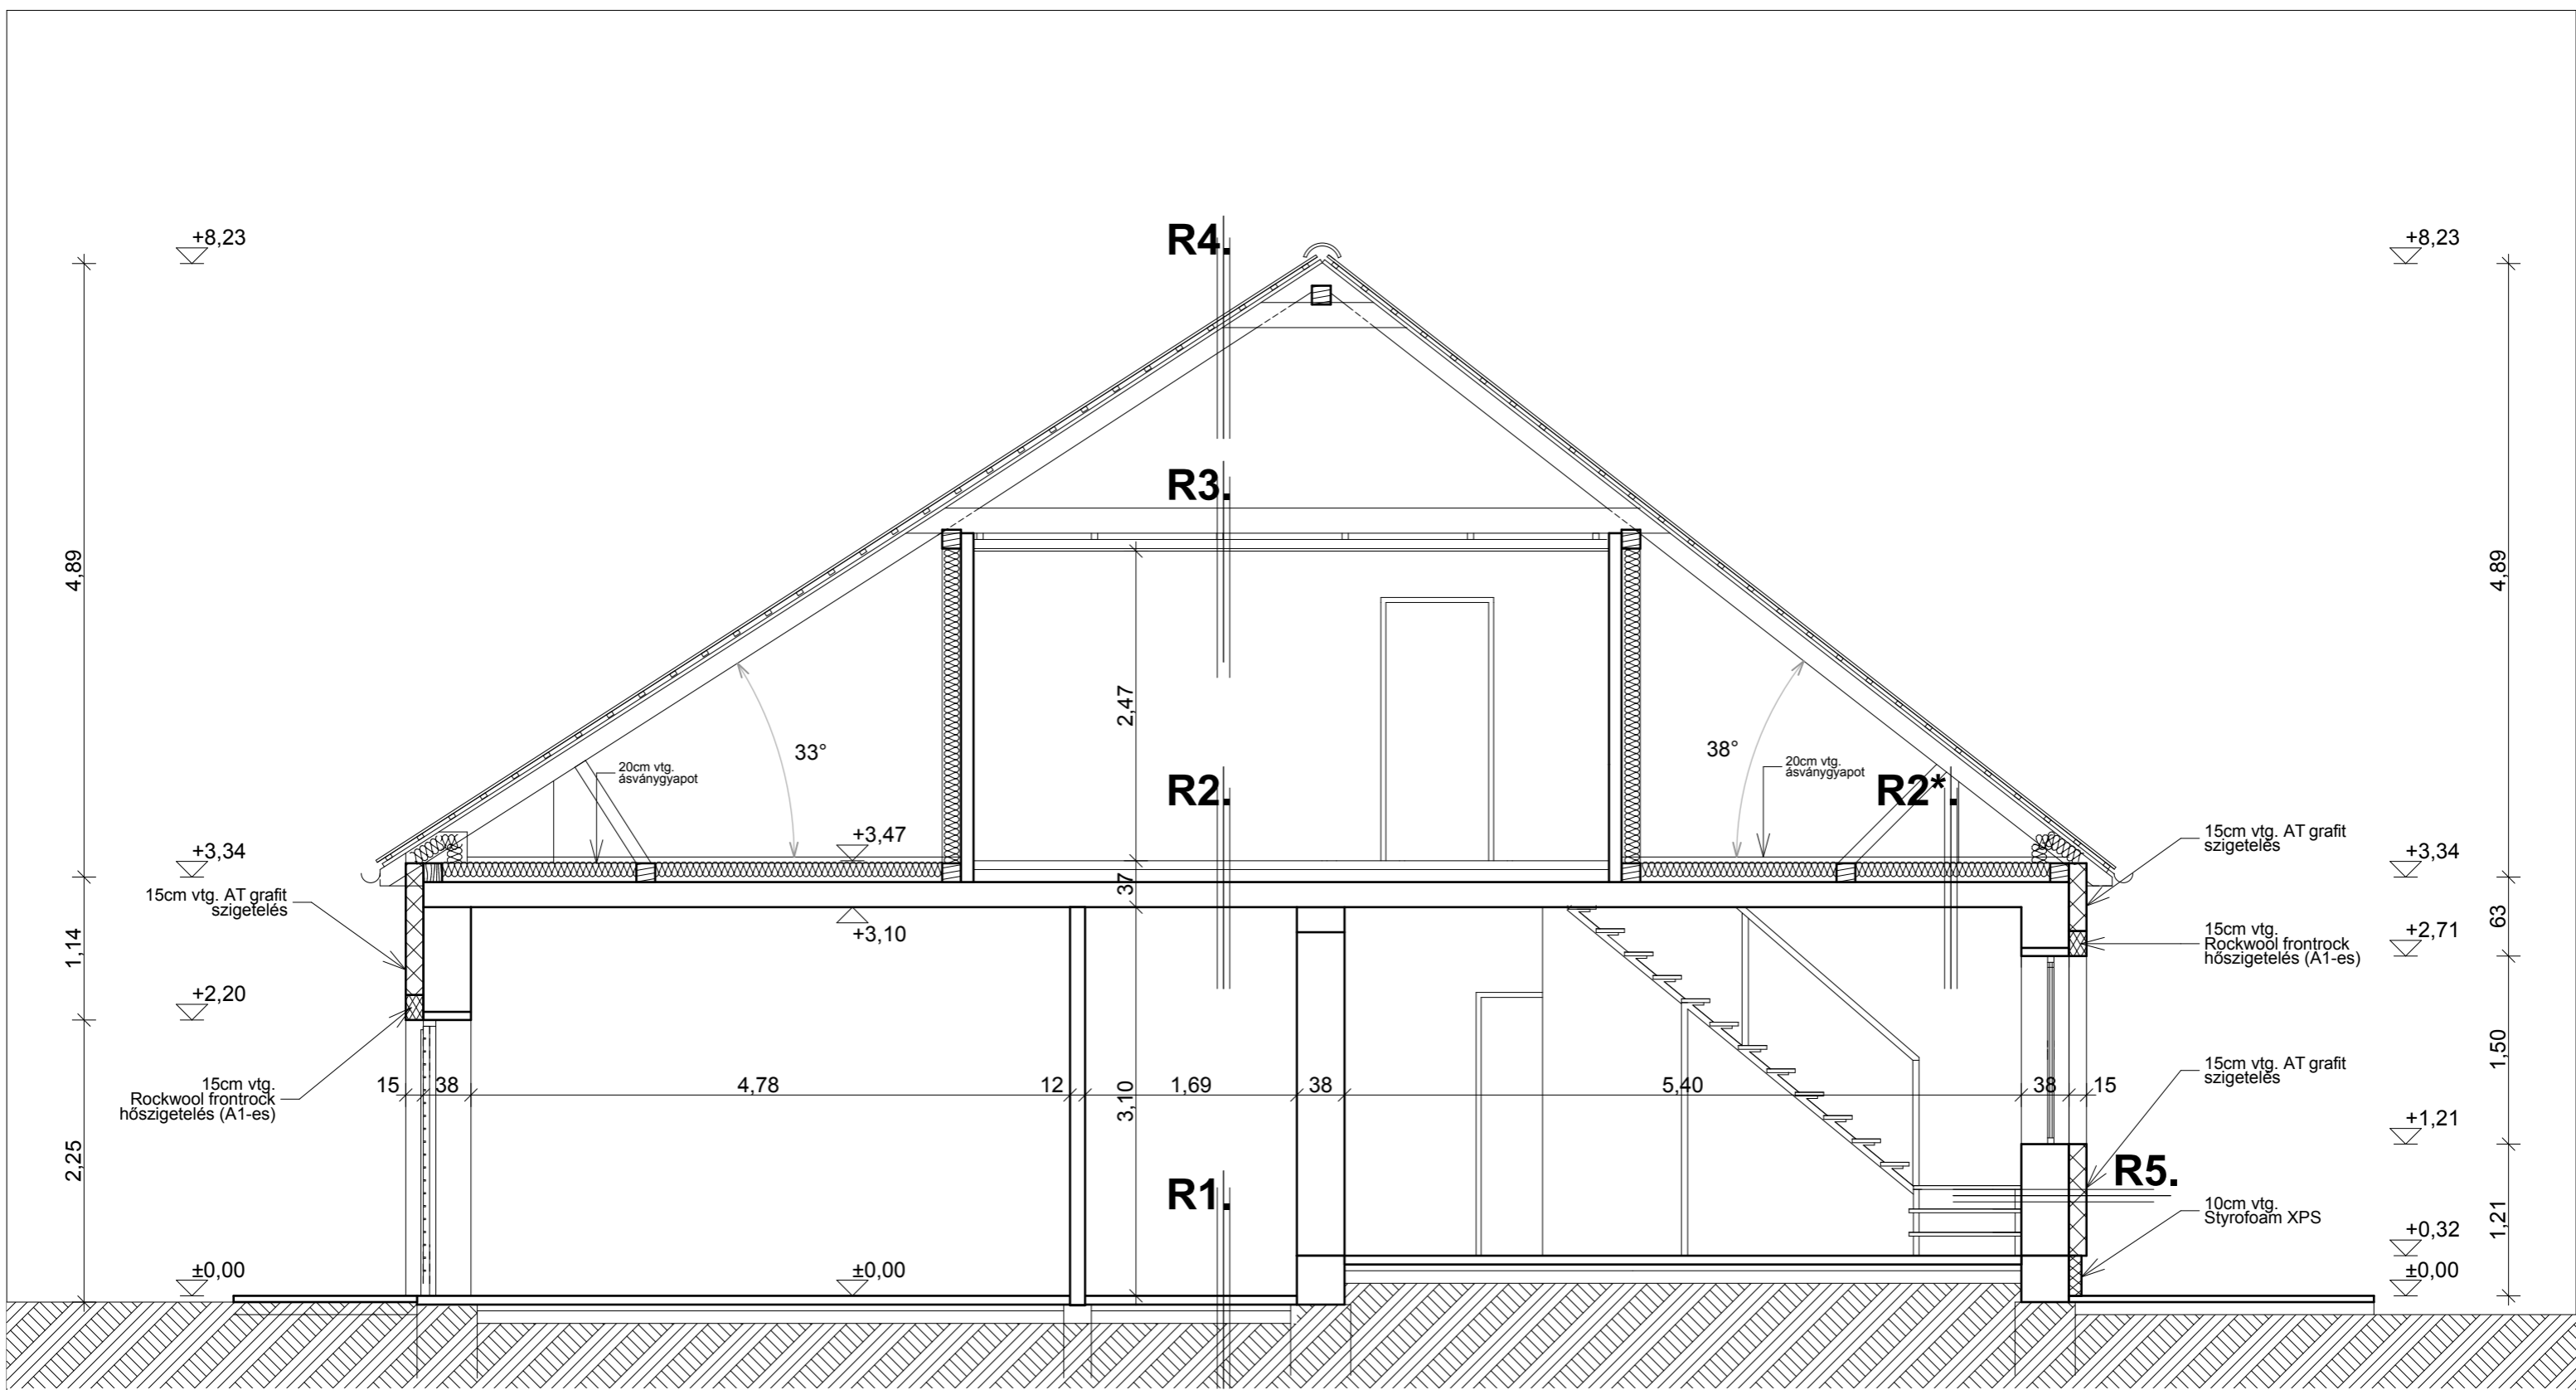 R4.
+8,23
+8,23
R3.
4,89
4,89
2,47
33°
38°
20cm vtg.
ásványgyapot
20cm vtg.
ásványgyapot
R2.
R2*.
+3,47
+3,34
+3,34
15cm vtg. AT grafit
szigetelés
15cm vtg. AT grafit
szigetelés
37
+3,10
63
1,14
+2,71
15cm vtg.
Rockwool frontrock
hőszigetelés (A1-es)
+2,20
1,50
15cm vtg.
Rockwool frontrock
hőszigetelés (A1-es)
15
38
4,78
12
3,10
1,69
38
5,40
38
15
15cm vtg. AT grafit
szigetelés
+1,21
2,25
R1.
R5.
10cm vtg.
Styrofoam XPS
1,21
+0,32
±0,00
±0,00
±0,00